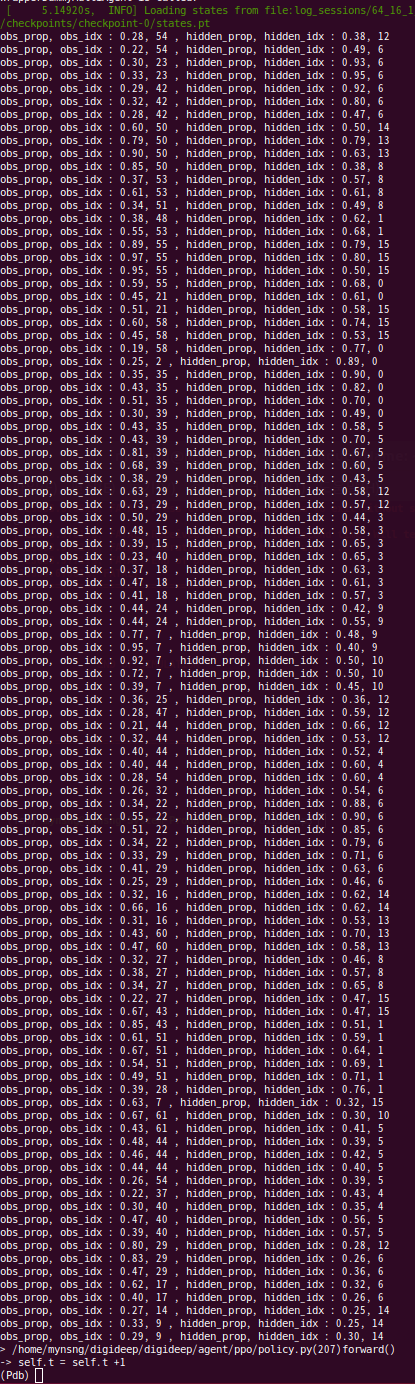 [      5.14920s,  INFO] Loading states from file:log_sessions/64_16_1
/checkpoints/checkpoint-0/states.pt
obs_prop, obs_idx : 0.28, 54 , hidden_prop, hidden_idx : 0.38, 12
obs_prop, obs_idx : 0.22, 54 , hidden_prop, hidden_idx : 0.49, 6
obs_prop, obs_idx : 0.30, 23 , hidden_prop, hidden_idx : 0.93, 6
obs_prop, obs_idx : 0.33, 23 , hidden_prop, hidden_idx : 0.95, 6
obs_prop, obs_idx : 0.29, 42 , hidden_prop, hidden_idx : 0.92, 6
obs_prop, obs_idx : 0.32, 42 , hidden_prop, hidden_idx : 0.80, 6
obs_prop, obs_idx : 0.28, 42 , hidden_prop, hidden_idx : 0.47, 6
obs_prop, obs_idx : 0.60, 50 , hidden_prop, hidden_idx : 0.50, 14
obs_prop, obs_idx : 0.79, 50 , hidden_prop, hidden_idx : 0.79, 13
obs_prop, obs_idx : 0.90, 50 , hidden_prop, hidden_idx : 0.63, 13
obs_prop, obs_idx : 0.85, 50 , hidden_prop, hidden_idx : 0.38, 8
obs_prop, obs_idx : 0.37, 53 , hidden_prop, hidden_idx : 0.57, 8
obs_prop, obs_idx : 0.61, 53 , hidden_prop, hidden_idx : 0.61, 8
obs_prop, obs_idx : 0.34, 51 , hidden_prop, hidden_idx : 0.49, 8
obs_prop, obs_idx : 0.38, 48 , hidden_prop, hidden_idx : 0.62, 1
obs_prop, obs_idx : 0.55, 53 , hidden_prop, hidden_idx : 0.68, 1
obs_prop, obs_idx : 0.89, 55 , hidden_prop, hidden_idx : 0.79, 15
obs_prop, obs_idx : 0.97, 55 , hidden_prop, hidden_idx : 0.80, 15
obs_prop, obs_idx : 0.95, 55 , hidden_prop, hidden_idx : 0.50, 15
obs_prop, obs_idx : 0.59, 55 , hidden_prop, hidden_idx : 0.68, 0
obs_prop, obs_idx : 0.45, 21 , hidden_prop, hidden_idx : 0.61, 0
obs_prop, obs_idx : 0.51, 21 , hidden_prop, hidden_idx : 0.58, 15
obs_prop, obs_idx : 0.60, 58 , hidden_prop, hidden_idx : 0.74, 15
obs_prop, obs_idx : 0.45, 58 , hidden_prop, hidden_idx : 0.53, 15
obs_prop, obs_idx : 0.19, 58 , hidden_prop, hidden_idx : 0.77, 0
obs_prop, obs_idx : 0.25, 2 , hidden_prop, hidden_idx : 0.89, 0
obs_prop, obs_idx : 0.35, 35 , hidden_prop, hidden_idx : 0.90, 0
obs_prop, obs_idx : 0.43, 35 , hidden_prop, hidden_idx : 0.82, 0
obs_prop, obs_idx : 0.51, 35 , hidden_prop, hidden_idx : 0.70, 0
obs_prop, obs_idx : 0.30, 39 , hidden_prop, hidden_idx : 0.49, 0
obs_prop, obs_idx : 0.43, 35 , hidden_prop, hidden_idx : 0.58, 5
obs_prop, obs_idx : 0.43, 39 , hidden_prop, hidden_idx : 0.70, 5
obs_prop, obs_idx : 0.81, 39 , hidden_prop, hidden_idx : 0.67, 5
obs_prop, obs_idx : 0.68, 39 , hidden_prop, hidden_idx : 0.60, 5
obs_prop, obs_idx : 0.38, 29 , hidden_prop, hidden_idx : 0.43, 5
obs_prop, obs_idx : 0.63, 29 , hidden_prop, hidden_idx : 0.58, 12
obs_prop, obs_idx : 0.73, 29 , hidden_prop, hidden_idx : 0.57, 12
obs_prop, obs_idx : 0.50, 29 , hidden_prop, hidden_idx : 0.44, 3
obs_prop, obs_idx : 0.48, 15 , hidden_prop, hidden_idx : 0.58, 3
obs_prop, obs_idx : 0.39, 15 , hidden_prop, hidden_idx : 0.65, 3
obs_prop, obs_idx : 0.23, 40 , hidden_prop, hidden_idx : 0.65, 3
obs_prop, obs_idx : 0.37, 18 , hidden_prop, hidden_idx : 0.63, 3
obs_prop, obs_idx : 0.47, 18 , hidden_prop, hidden_idx : 0.61, 3
obs_prop, obs_idx : 0.41, 18 , hidden_prop, hidden_idx : 0.57, 3
obs_prop, obs_idx : 0.44, 24 , hidden_prop, hidden_idx : 0.42, 9
obs_prop, obs_idx : 0.44, 24 , hidden_prop, hidden_idx : 0.55, 9
obs_prop, obs_idx : 0.77, 7 , hidden_prop, hidden_idx : 0.48, 9
obs_prop, obs_idx : 0.95, 7 , hidden_prop, hidden_idx : 0.40, 9
obs_prop, obs_idx : 0.92, 7 , hidden_prop, hidden_idx : 0.50, 10
obs_prop, obs_idx : 0.72, 7 , hidden_prop, hidden_idx : 0.50, 10
obs_prop, obs_idx : 0.39, 7 , hidden_prop, hidden_idx : 0.45, 10
obs_prop, obs_idx : 0.36, 25 , hidden_prop, hidden_idx : 0.36, 12
obs_prop, obs_idx : 0.28, 47 , hidden_prop, hidden_idx : 0.59, 12
obs_prop, obs_idx : 0.21, 44 , hidden_prop, hidden_idx : 0.66, 12
obs_prop, obs_idx : 0.32, 44 , hidden_prop, hidden_idx : 0.53, 12
obs_prop, obs_idx : 0.40, 44 , hidden_prop, hidden_idx : 0.52, 4
obs_prop, obs_idx : 0.40, 44 , hidden_prop, hidden_idx : 0.60, 4
obs_prop, obs_idx : 0.28, 54 , hidden_prop, hidden_idx : 0.60, 4
obs_prop, obs_idx : 0.26, 32 , hidden_prop, hidden_idx : 0.54, 6
obs_prop, obs_idx : 0.34, 22 , hidden_prop, hidden_idx : 0.88, 6
obs_prop, obs_idx : 0.55, 22 , hidden_prop, hidden_idx : 0.90, 6
obs_prop, obs_idx : 0.51, 22 , hidden_prop, hidden_idx : 0.85, 6
obs_prop, obs_idx : 0.34, 22 , hidden_prop, hidden_idx : 0.79, 6
obs_prop, obs_idx : 0.33, 29 , hidden_prop, hidden_idx : 0.71, 6
obs_prop, obs_idx : 0.41, 29 , hidden_prop, hidden_idx : 0.63, 6
obs_prop, obs_idx : 0.25, 29 , hidden_prop, hidden_idx : 0.46, 6
obs_prop, obs_idx : 0.32, 16 , hidden_prop, hidden_idx : 0.62, 14
obs_prop, obs_idx : 0.66, 16 , hidden_prop, hidden_idx : 0.62, 14
obs_prop, obs_idx : 0.31, 16 , hidden_prop, hidden_idx : 0.53, 13
obs_prop, obs_idx : 0.43, 60 , hidden_prop, hidden_idx : 0.70, 13
obs_prop, obs_idx : 0.47, 60 , hidden_prop, hidden_idx : 0.58, 13
obs_prop, obs_idx : 0.32, 27 , hidden_prop, hidden_idx : 0.46, 8
obs_prop, obs_idx : 0.38, 27 , hidden_prop, hidden_idx : 0.57, 8
obs_prop, obs_idx : 0.34, 27 , hidden_prop, hidden_idx : 0.65, 8
obs_prop, obs_idx : 0.22, 27 , hidden_prop, hidden_idx : 0.47, 15
obs_prop, obs_idx : 0.67, 43 , hidden_prop, hidden_idx : 0.47, 15
obs_prop, obs_idx : 0.85, 43 , hidden_prop, hidden_idx : 0.51, 1
obs_prop, obs_idx : 0.61, 51 , hidden_prop, hidden_idx : 0.59, 1
obs_prop, obs_idx : 0.67, 51 , hidden_prop, hidden_idx : 0.64, 1
obs_prop, obs_idx : 0.54, 51 , hidden_prop, hidden_idx : 0.69, 1
obs_prop, obs_idx : 0.49, 51 , hidden_prop, hidden_idx : 0.71, 1
obs_prop, obs_idx : 0.39, 28 , hidden_prop, hidden_idx : 0.76, 1
obs_prop, obs_idx : 0.63, 7 , hidden_prop, hidden_idx : 0.32, 15
obs_prop, obs_idx : 0.67, 61 , hidden_prop, hidden_idx : 0.30, 10
obs_prop, obs_idx : 0.43, 61 , hidden_prop, hidden_idx : 0.41, 5
obs_prop, obs_idx : 0.48, 44 , hidden_prop, hidden_idx : 0.39, 5
obs_prop, obs_idx : 0.46, 44 , hidden_prop, hidden_idx : 0.42, 5
obs_prop, obs_idx : 0.44, 44 , hidden_prop, hidden_idx : 0.40, 5
obs_prop, obs_idx : 0.26, 54 , hidden_prop, hidden_idx : 0.39, 5
obs_prop, obs_idx : 0.22, 37 , hidden_prop, hidden_idx : 0.43, 4
obs_prop, obs_idx : 0.30, 40 , hidden_prop, hidden_idx : 0.35, 4
obs_prop, obs_idx : 0.47, 40 , hidden_prop, hidden_idx : 0.56, 5
obs_prop, obs_idx : 0.39, 40 , hidden_prop, hidden_idx : 0.57, 5
obs_prop, obs_idx : 0.80, 29 , hidden_prop, hidden_idx : 0.28, 12
obs_prop, obs_idx : 0.83, 29 , hidden_prop, hidden_idx : 0.26, 6
obs_prop, obs_idx : 0.47, 29 , hidden_prop, hidden_idx : 0.36, 6
obs_prop, obs_idx : 0.62, 17 , hidden_prop, hidden_idx : 0.32, 6
obs_prop, obs_idx : 0.40, 17 , hidden_prop, hidden_idx : 0.26, 6
obs_prop, obs_idx : 0.27, 14 , hidden_prop, hidden_idx : 0.25, 14
obs_prop, obs_idx : 0.33, 9 , hidden_prop, hidden_idx : 0.25, 14
obs_prop, obs_idx : 0.29, 9 , hidden_prop, hidden_idx : 0.30, 14
> /home/mynsng/digideep/digideep/agent/ppo/policy.py(207)forward()
-> self.t = self.t +1
(Pdb)